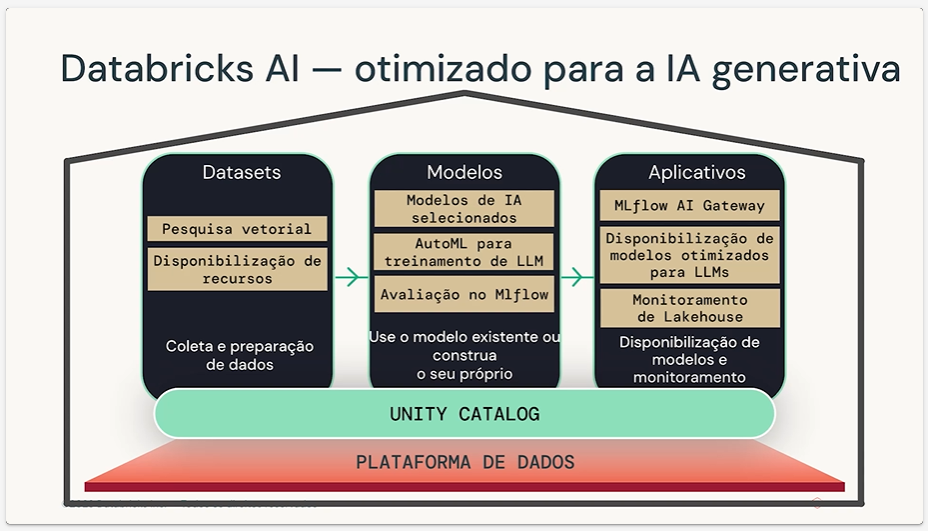 Databricks AI — otimizado para a IA generativa
Datasets
Pesquisa vetorial
Disponibilização de
recursos
Coleta e preparação
de dados
Modelos
Modelos de IA
selecionados
AutoML para
treinamento de LLM
Avaliação no Mlflow
Use o modelo existente ou
construa
o seu próprio
Aplicativos
MLflow AI Gateway
Disponibilização de
modelos otimizados
para LLMs
Monitoramento
de Lakehouse
Disponibilização de
modelos e
monitoramento
UNITY CATALOG
PLATAFORMA DE DADOS